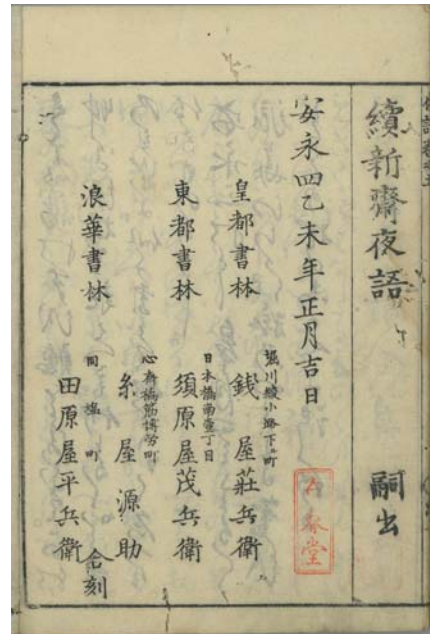 續新齋夜語 嗣出
安永四乙未年正月吉日
堀川綾小路下ル町
皇都書林 銭屋莊兵衛
日本橋南壹丁目
東都書林 須原屋茂兵衛
心斎橋筋博労町
糸屋源助
浪華書林
同塩町
田原屋平兵衛
合刻